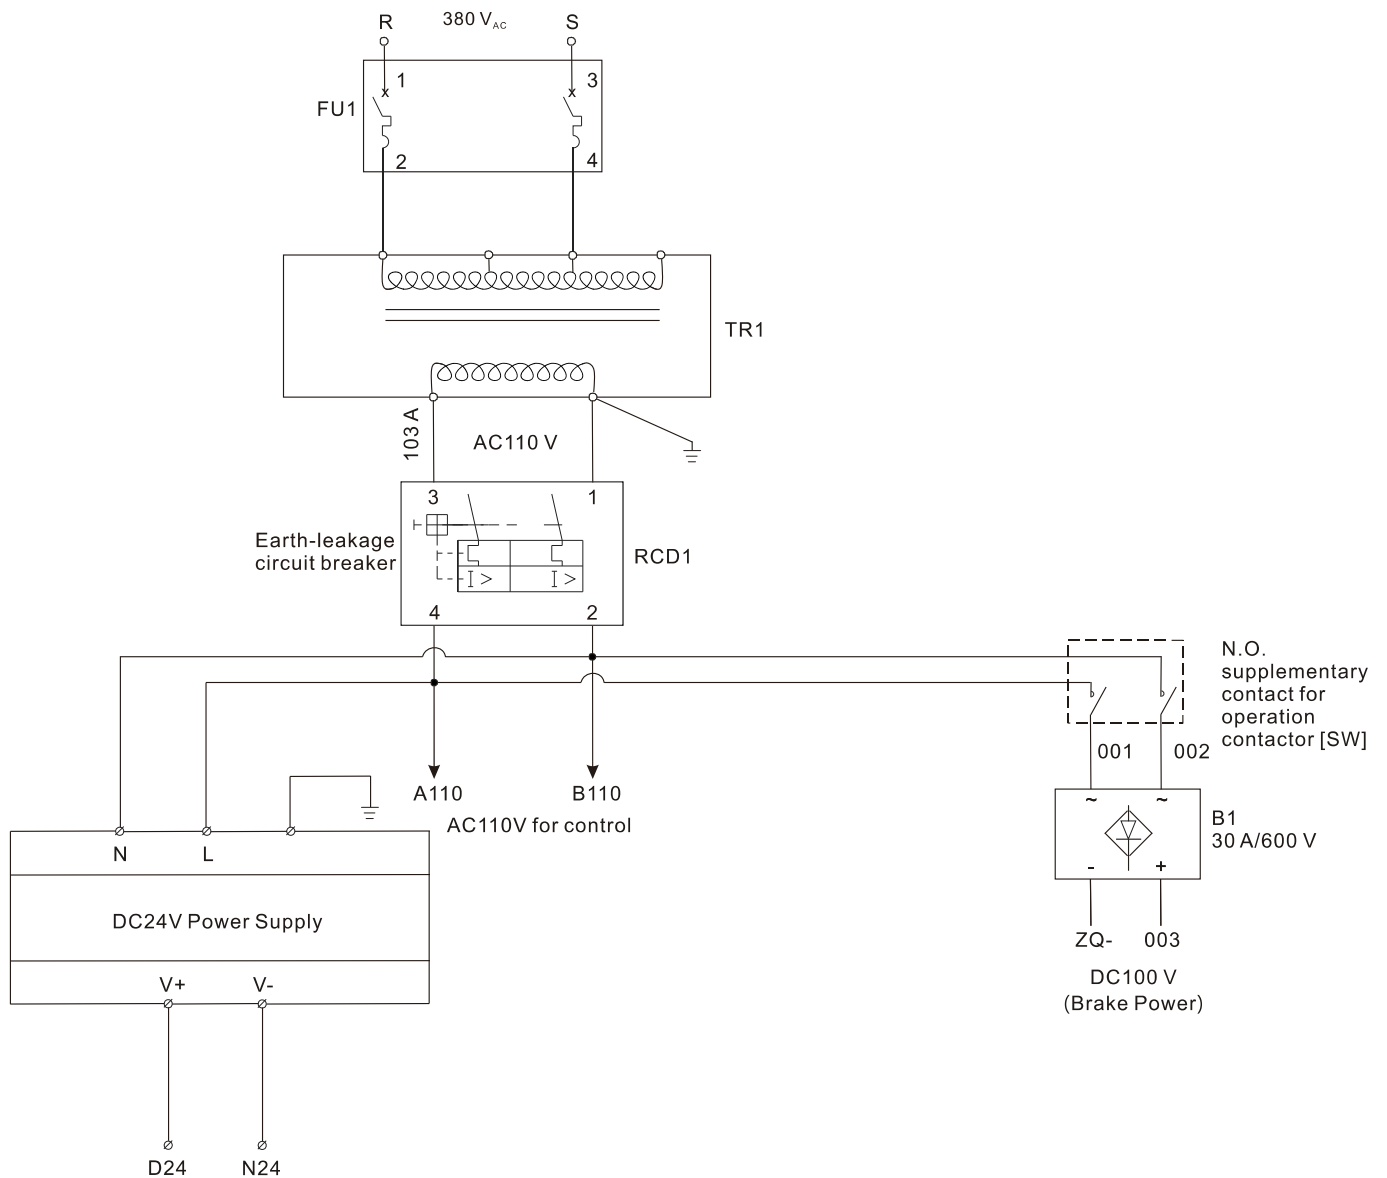 R
380 VAC
S
1
3
FU1
2
4
TR1
103 A
AC110 V
3
1
Earth-leakage
circuit breaker
RCD1
I >
I >
4
2
N.O.
supplementary
contact for
operation
contactor [SW]
001
002
A110
B110
AC110V for control
~
~
B1
30 A/600 V
-
+
N
L
DC24V Power Supply
ZQ-
003
DC100 V
(Brake Power)
V+
V-
D24
N24